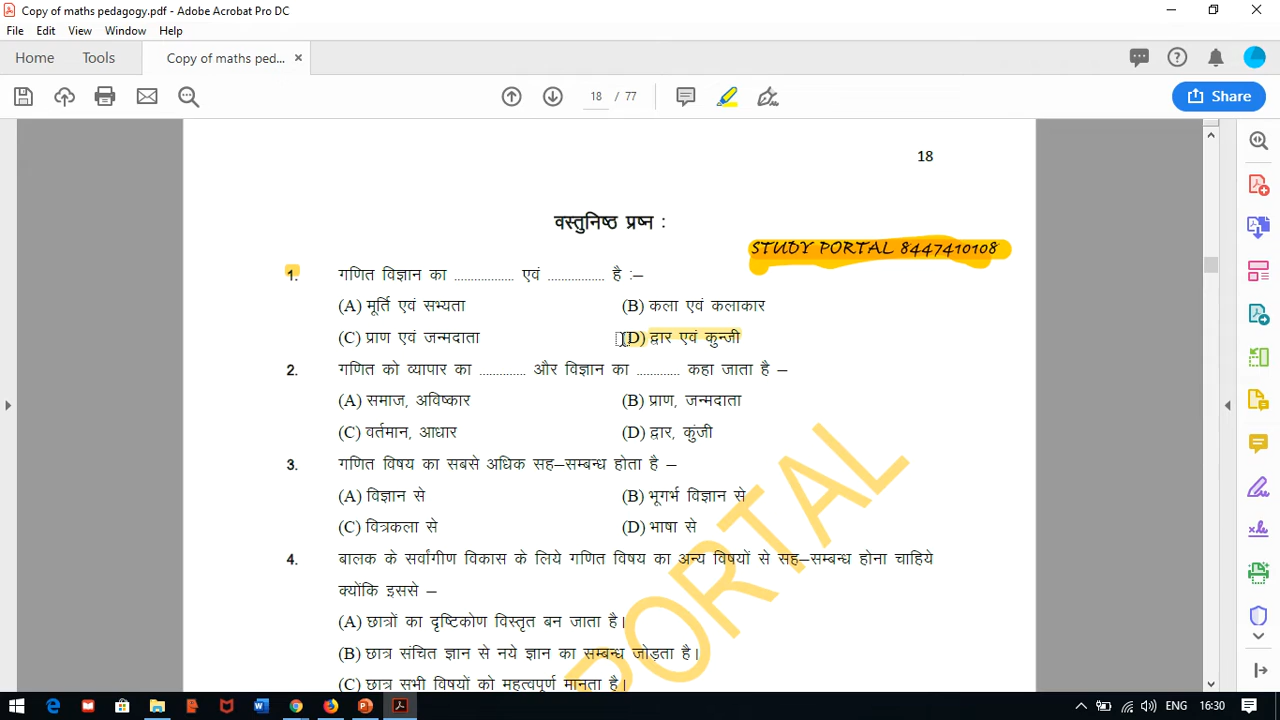 Copy of maths pedagogy.pdf - Adobe Acrobat Pro DC
File Edit View Window Help
Home Tools Copy of maths ped... ×
18 / 77
Share
18
वस्तुनिष्ठ प्रष्न :
STUDY PORTAL 8447410108
1. गणित विज्ञान का ................. एवं ................ है :–
(A) मूर्ति एवं सभ्यता (B) कला एवं कलाकार
(C) प्राण एवं जन्मदाता (D) द्वार एवं कुन्जी
2. गणित को व्यापार का ............. और विज्ञान का ............ कहा जाता है –
(A) समाज, अविष्कार (B) प्राण, जन्मदाता
(C) वर्तमान, आधार (D) द्वार, कुंजी
3. गणित विषय का सबसे अधिक सह–सम्बन्ध होता है –
(A) विज्ञान से (B) भूगर्भ विज्ञान से
(C) चित्रकला से (D) भाषा से
4. बालक के सर्वांगीण विकास के लिये गणित विषय का अन्य विषयों से सह–सम्बन्ध होना चाहिये
क्योंकि इससे –
(A) छात्रों का दृष्टिकोण विस्तृत बन जाता है।
(B) छात्र संचित ज्ञान से नये ज्ञान का सम्बन्ध जोड़ता है।
(C) छात्र सभी विषयों को महत्वपूर्ण मानता है।
PORTAL
ENG 16:30